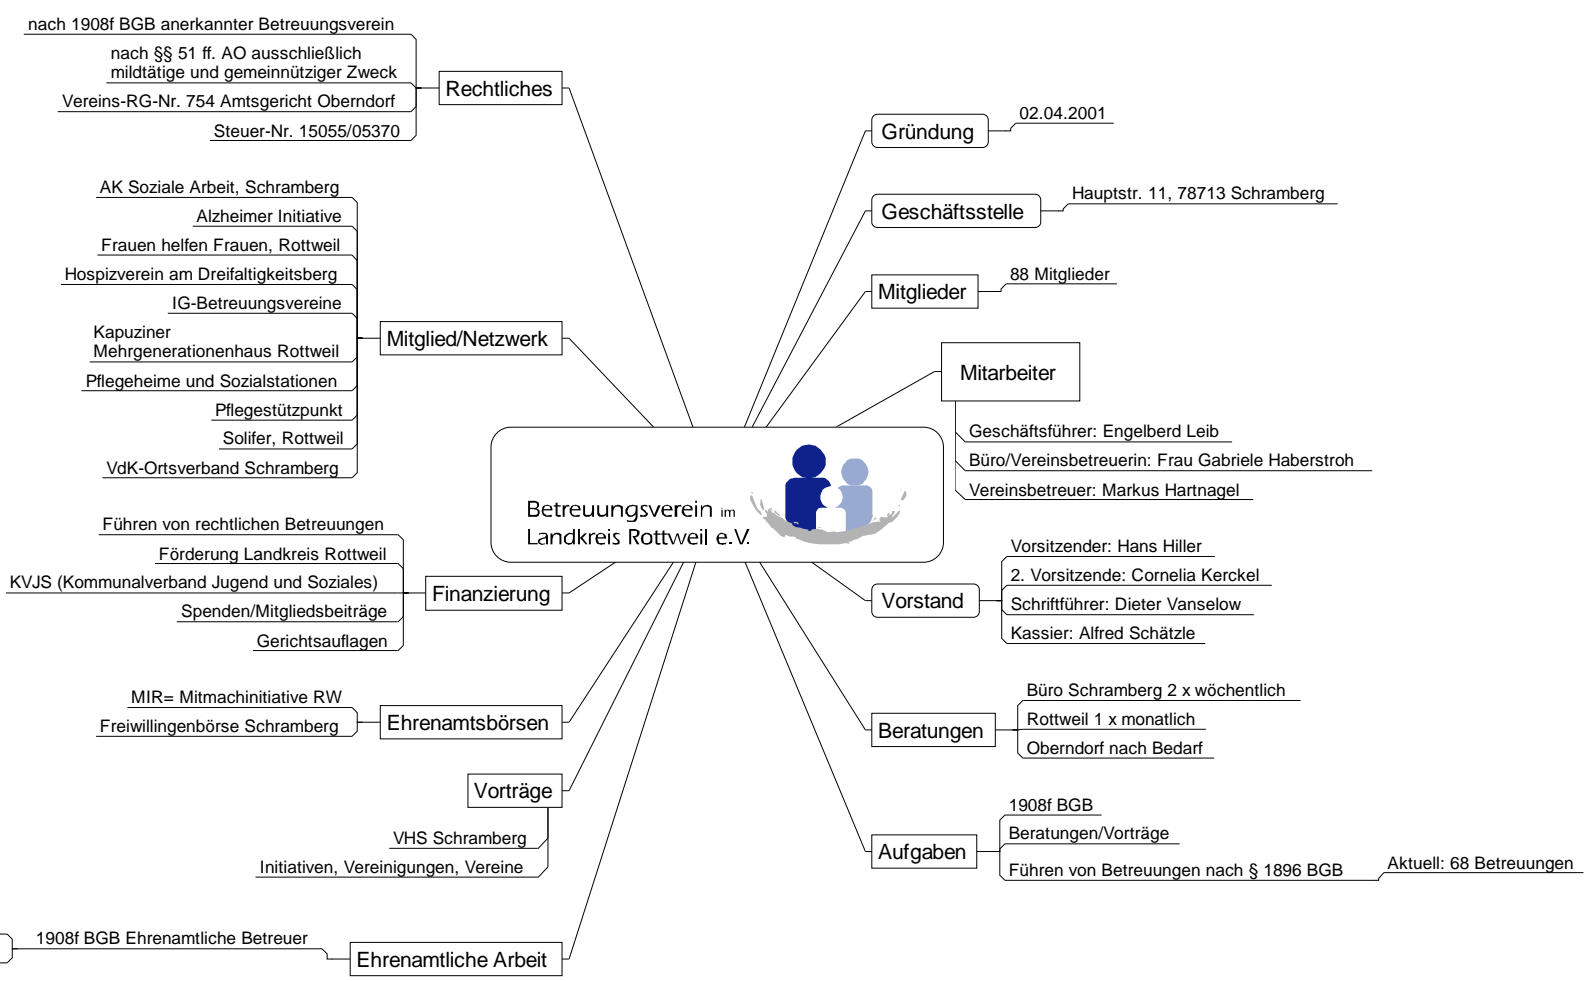 nach 1908f BGB anerkannter Betreuungsverein
nach §§ 51 ff. AO ausschließlich
mildtätige und gemeinnütziger Zweck
Vereins-RG-Nr. 754 Amtsgericht Oberndorf
Steuer-Nr. 15055/05370
Rechtliches
AK Soziale Arbeit, Schramberg
Alzheimer Initiative
Frauen helfen Frauen, Rottweil
Hospizverein am Dreifaltigkeitsberg
IG-Betreuungsvereine
Kapuziner
Mehrgenerationenhaus Rottweil
Pflegeheime und Sozialstationen
Pflegestützpunkt
Solifer, Rottweil
VdK-Ortsverband Schramberg
Mitglied/Netzwerk
Führen von rechtlichen Betreuungen
Förderung Landkreis Rottweil
KVJS (Kommunalverband Jugend und Soziales)
Spenden/Mitgliedsbeiträge
Gerichtsauflagen
Finanzierung
MIR= Mitmachinitiative RW
Freiwillingenbörse Schramberg
Ehrenamtsbörsen
Vorträge
VHS Schramberg
Initiativen, Vereinigungen, Vereine
1908f BGB Ehrenamtliche Betreuer
Ehrenamtliche Arbeit
Betreuungsverein im
Landkreis Rottweil e.V.
Gründung
02.04.2001
Geschäftsstelle
Hauptstr. 11, 78713 Schramberg
Mitglieder
88 Mitglieder
Mitarbeiter
Geschäftsführer: Engelberd Leib
Büro/Vereinsbetreuerin: Frau Gabriele Haberstroh
Vereinsbetreuer: Markus Hartnagel
Vorstand
Vorsitzender: Hans Hiller
2. Vorsitzende: Cornelia Kerckel
Schriftführer: Dieter Vanselow
Kassier: Alfred Schätzle
Beratungen
Büro Schramberg 2 x wöchentlich
Rottweil 1 x monatlich
Oberndorf nach Bedarf
Aufgaben
1908f BGB
Beratungen/Vorträge
Führen von Betreuungen nach § 1896 BGB
Aktuell: 68 Betreuungen